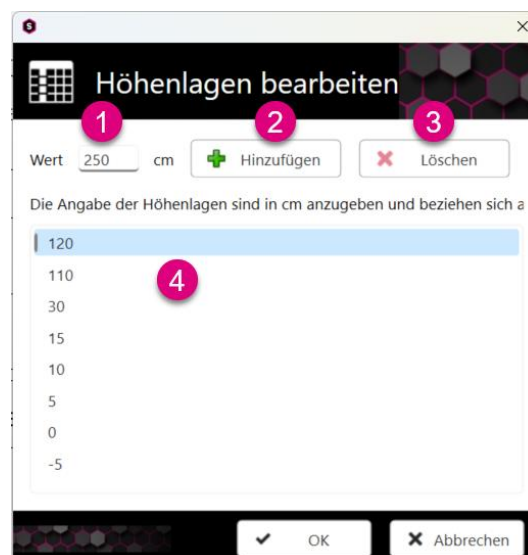 S
Höhenlagen bearbeiten
1 2 3
Wert 250 cm Hinzufügen Löschen
Die Angabe der Höhenlagen sind in cm anzugeben und beziehen sich a
120
110
4
30
15
10
5
0
-5
OK Abbrechen